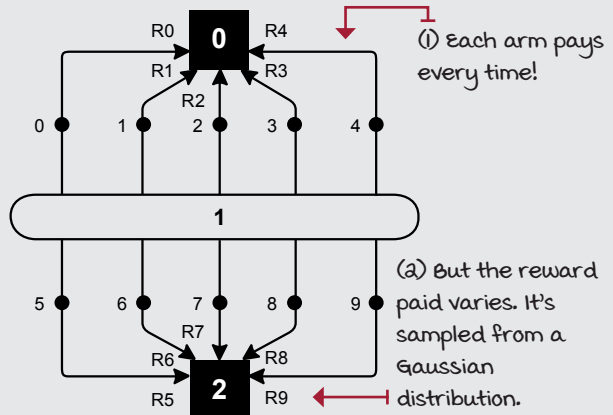 R0
0
R4
R1
R3
R2
(1) Each arm pays
every time!
0
1
2
3
4
1
5
6
7
8
9
(2) But the reward
paid varies. It's
sampled from a
Gaussian
distribution.
R7
R6
R8
2
R5
R9